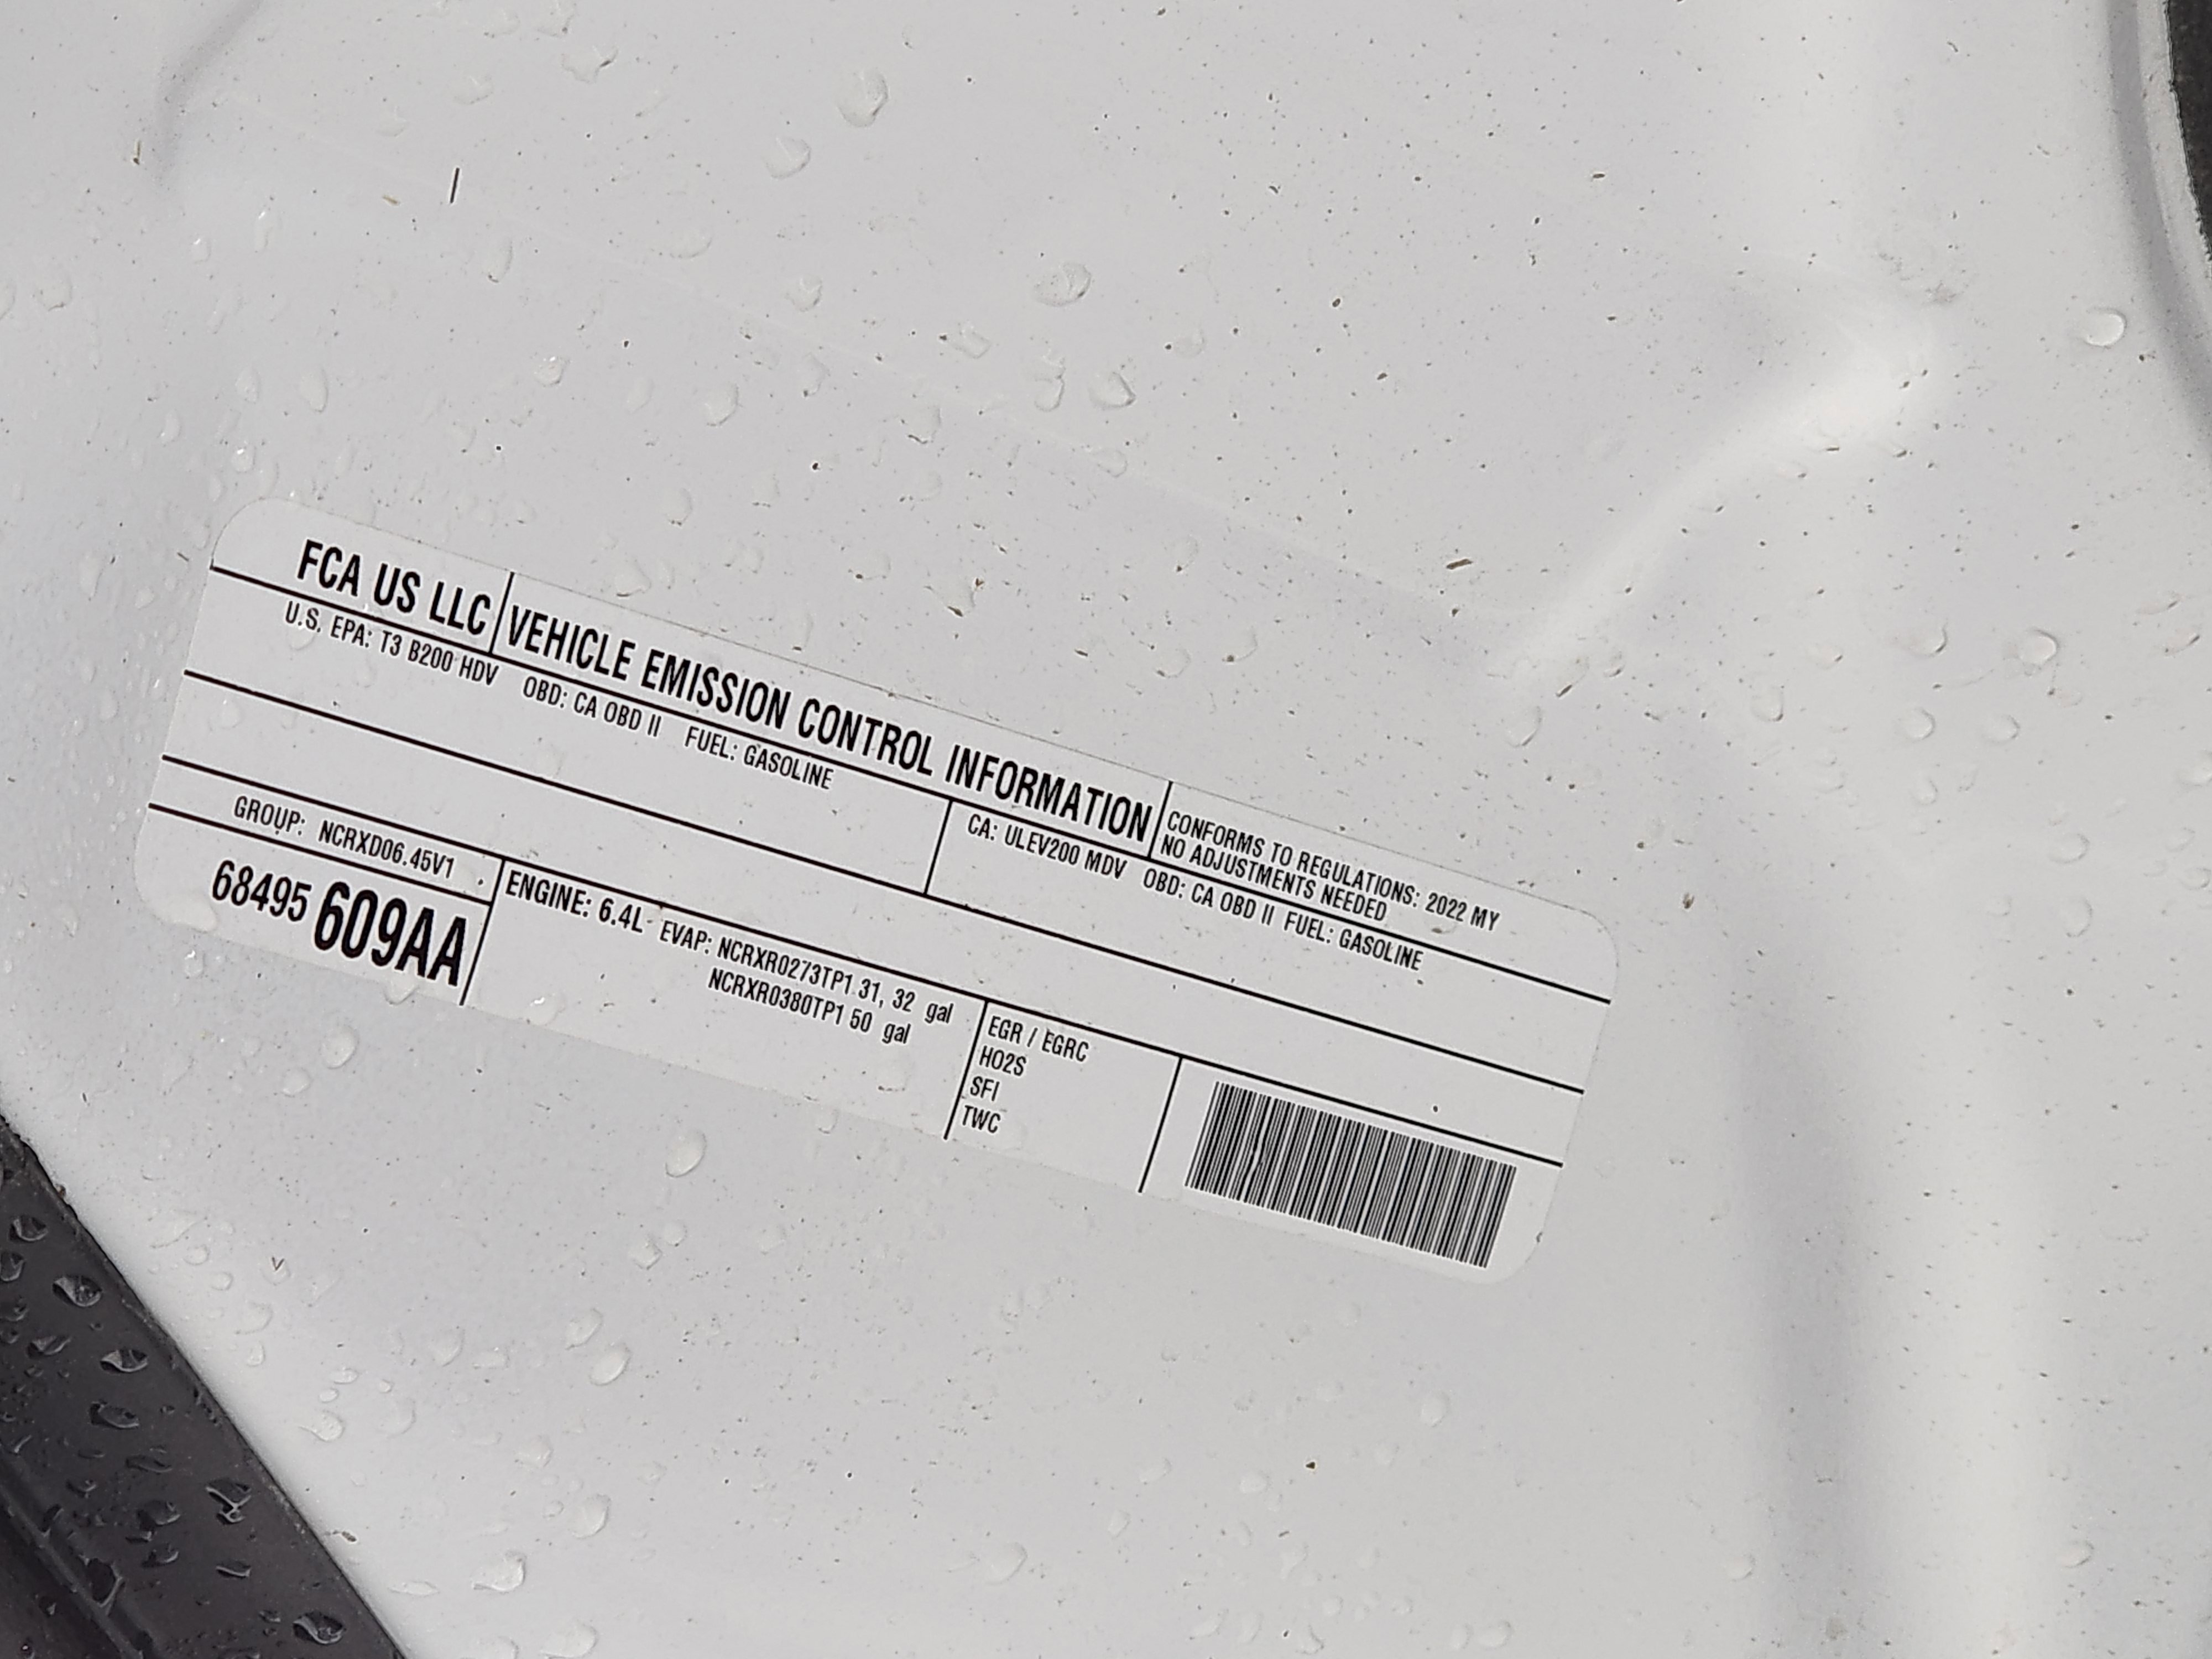 FCA US LLC VEHICLE EMISSION CONTROL INFORMATION
CONFORMS TO REGULATIONS: 2022 MY
NO ADJUSTMENTS NEEDED
U.S. EPA: T3 B200 HDV OBD: CA OBD II FUEL: GASOLINE
CA: ULEV200 MDV OBD: CA OBD II FUEL: GASOLINE
GROUP: NCRXD06.45V1
68495 609AA
ENGINE: 6.4L EVAP: NCRXR0273TP1 31, 32 gal
NCRXR0380TP1 50 gal
EGR / EGRC
HO2S
SFI
TWC